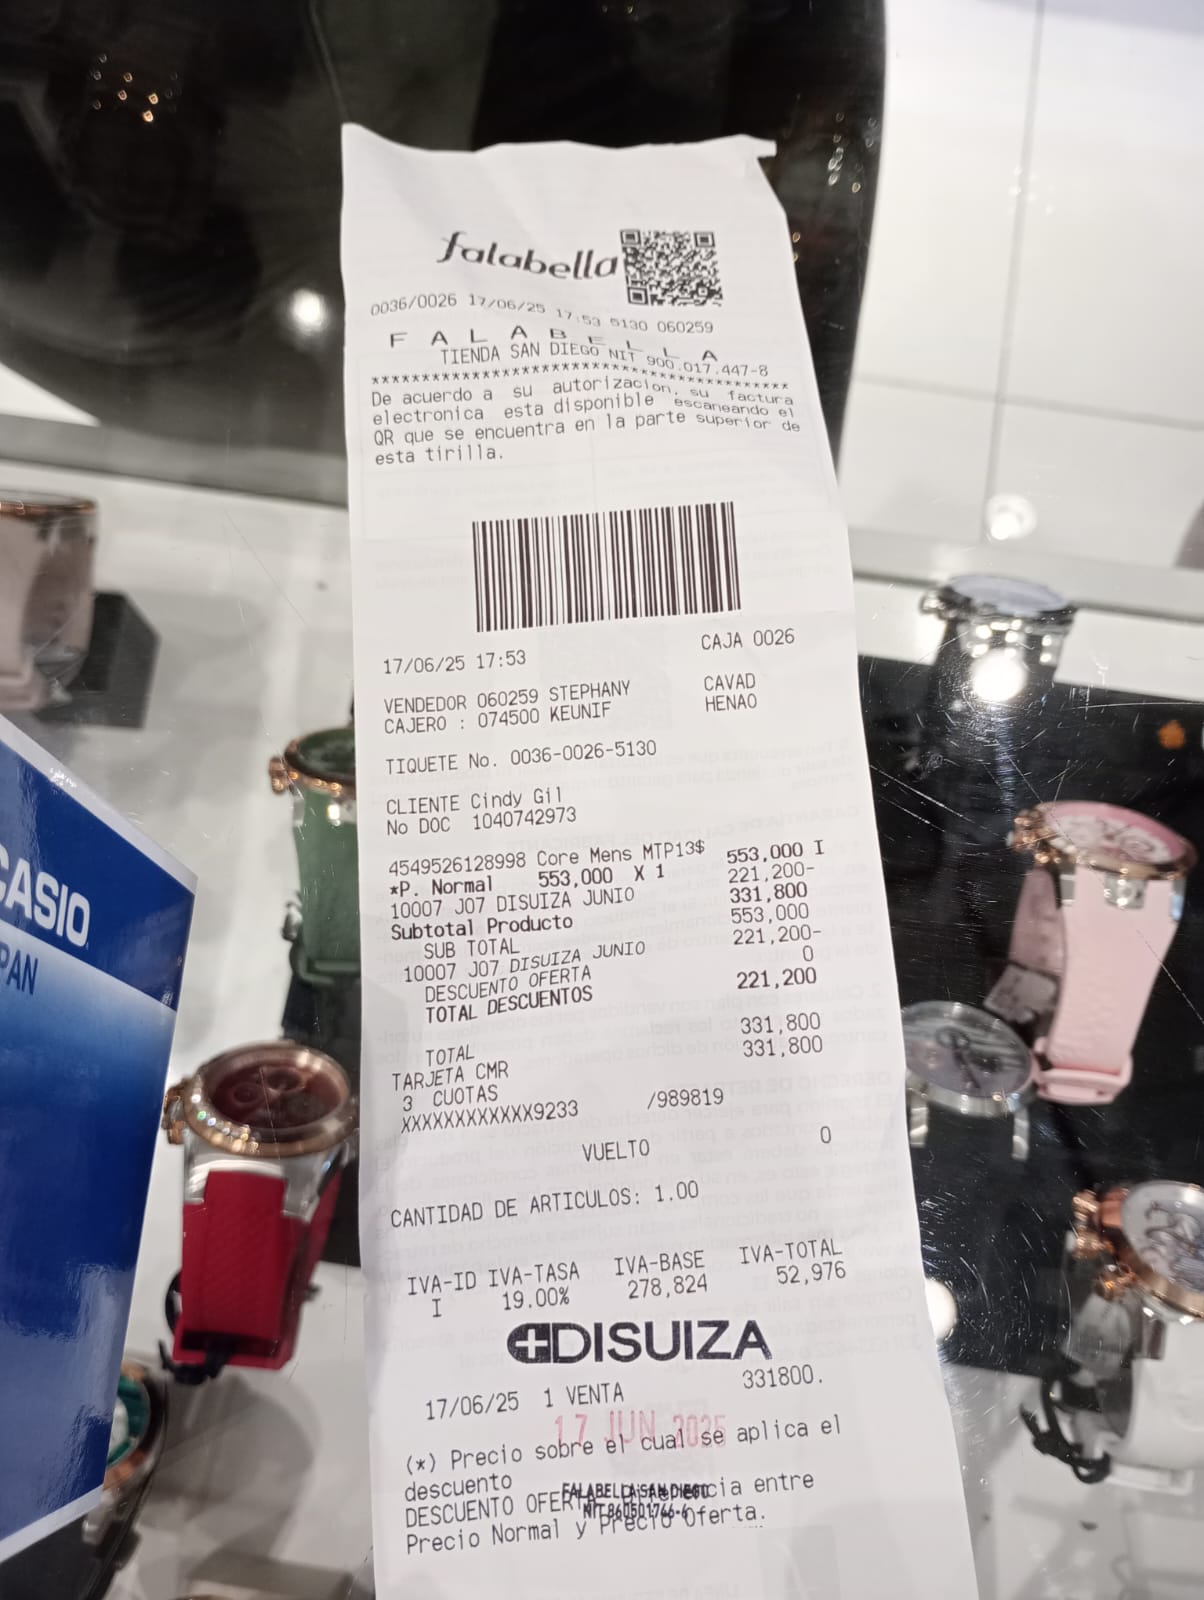 falabella
0036/0026 17/06/25 17:53 5130 060259
F A L A B E L L A
TIENDA SAN DIEGO NIT 900.017.447-8
****************************************
De acuerdo a su autorizacion, su factura
electronica esta disponible escaneando el
QR que se encuentra en la parte superior de
esta tirilla.
17/06/25 17:53 CAJA 0026
VENDEDOR 060259 STEPHANY CAVAD
CAJERO : 074500 KEUNIF HENAO
TIQUETE No. 0036-0026-5130
CLIENTE Cindy Gil
No DOC 1040742973
4549526128998 Core Mens MTP13$ 553,000 I
*P. Normal 553,000 X 1
10007 J07 DISUIZA JUNIO 221,200-
Subtotal Producto 331,800
SUB TOTAL 553,000
10007 J07 DISUIZA JUNIO 221,200-
DESCUENTO OFERTA 0
TOTAL DESCUENTOS 221,200
TOTAL 331,800
TARJETA CMR 331,800
3 CUOTAS
XXXXXXXXXXXX9233 /989819
VUELTO 0
CANTIDAD DE ARTICULOS: 1.00
IVA-ID IVA-TASA IVA-BASE IVA-TOTAL
I 19.00% 278,824 52,976
DISUIZA
17/06/25 1 VENTA 331800.
17 JUN 2025
(*) Precio sobre el cual se aplica el
descuento
DESCUENTO OFERTA
FALABELLA SAN DIEGO
NIT
Precio Normal y Precio Oferta.
CASIO
PAN